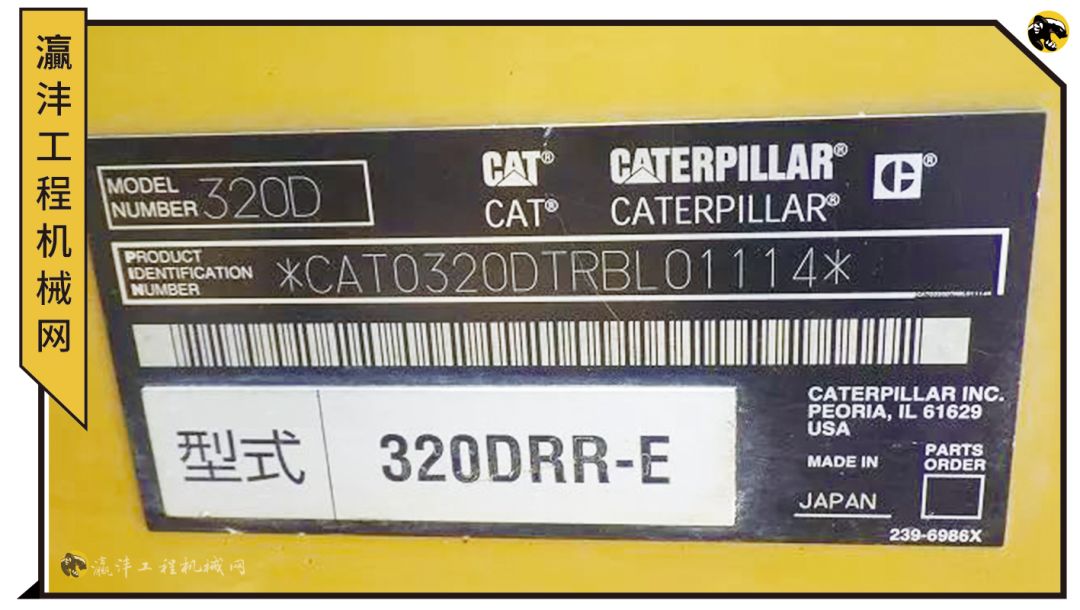 瀛沣工程机械网
CAT®
CATERPILLAR®
®
MODEL NUMBER 320D
CAT®
CATERPILLAR®
PRODUCT IDENTIFICATION NUMBER *CAT0320DTRBL01114*
CAT0320DTRBL01114
型式 320DRR-E
CATERPILLAR INC.
PEORIA, IL 61629
USA
MADE IN JAPAN
PARTS ORDER
239-6986X
瀛沣工程机械网